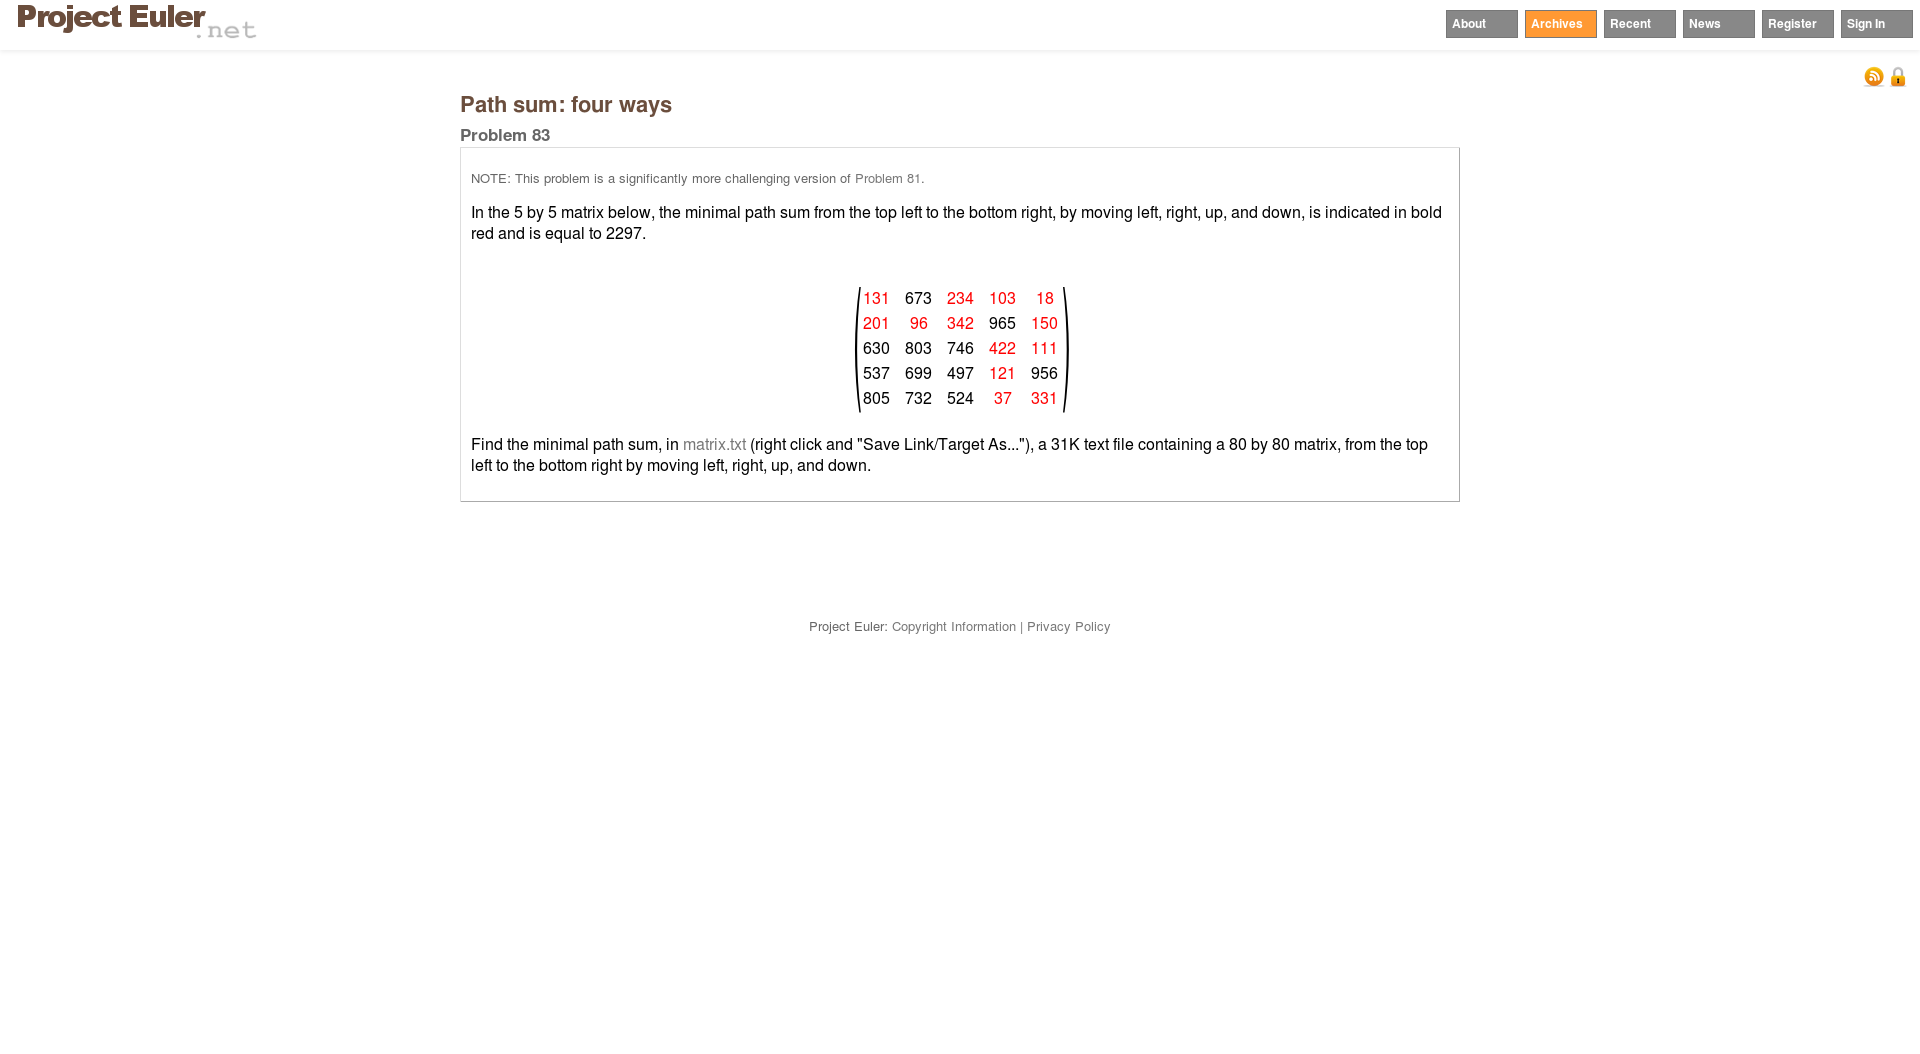 Project Euler.net
About Archives Recent News Register Sign In
Path sum: four ways
Problem 83
NOTE: This problem is a significantly more challenging version of Problem 81.
In the 5 by 5 matrix below, the minimal path sum from the top left to the bottom right, by moving left, right, up, and down, is indicated in bold
red and is equal to 2297.
131 673 234 103 18
201 96 342 965 150
630 803 746 422 111
537 699 497 121 956
805 732 524 37 331
Find the minimal path sum, in matrix.txt (right click and "Save Link/Target As..."), a 31K text file containing a 80 by 80 matrix, from the top
left to the bottom right by moving left, right, up, and down.
Project Euler: Copyright Information | Privacy Policy